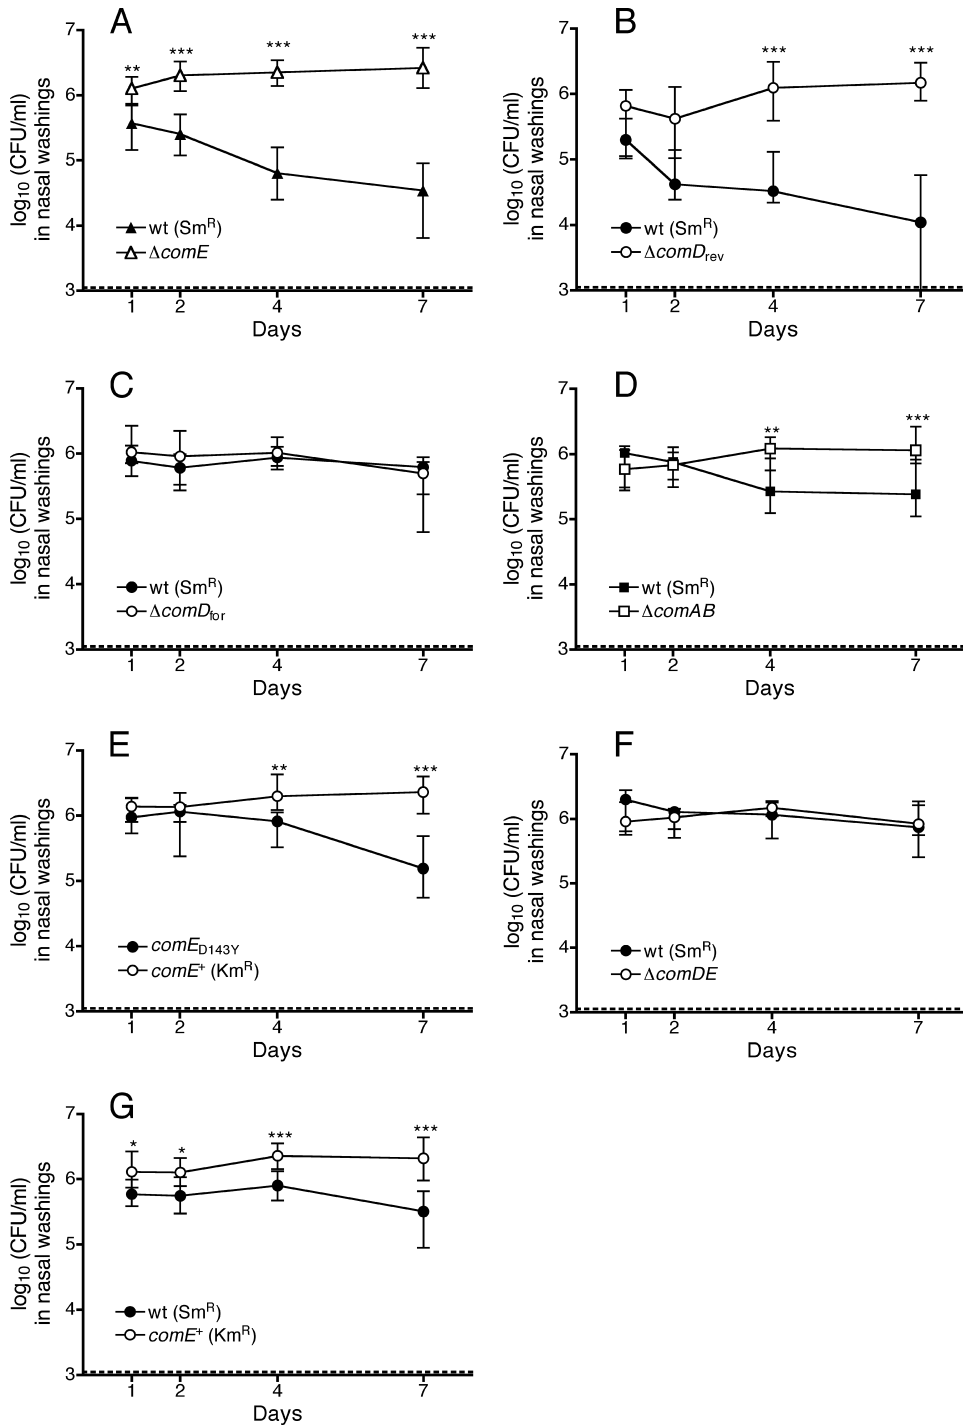 A
7
6
5
4
3
log10 (CFU/ml)
in nasal washings
** *** *** ***
wt (SmR)
ΔcomE
1 2 4 7
Days
B
7
6
5
4
3
log10 (CFU/ml)
in nasal washings
*** ***
wt (SmR)
ΔcomDrev
1 2 4 7
Days
C
7
6
5
4
3
log10 (CFU/ml)
in nasal washings
wt (SmR)
ΔcomDfor
1 2 4 7
Days
D
7
6
5
4
3
log10 (CFU/ml)
in nasal washings
** ***
wt (SmR)
ΔcomAB
1 2 4 7
Days
E
7
6
5
4
3
log10 (CFU/ml)
in nasal washings
** ***
comED143Y
comE+ (KmR)
1 2 4 7
Days
F
7
6
5
4
3
log10 (CFU/ml)
in nasal washings
wt (SmR)
ΔcomDE
1 2 4 7
Days
G
7
6
5
4
3
log10 (CFU/ml)
in nasal washings
* * *** ***
wt (SmR)
comE+ (KmR)
1 2 4 7
Days